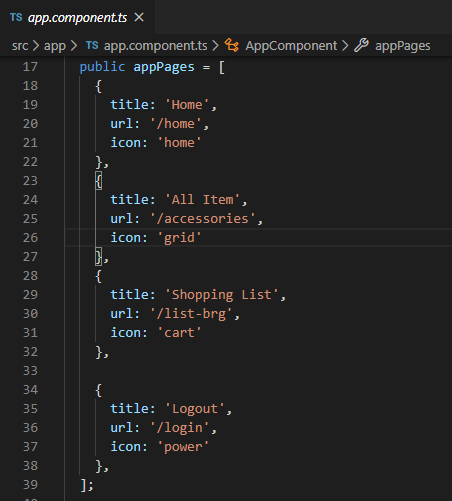 TS app.component.ts ×
src > app > TS app.component.ts > AppComponent > appPages
17 public appPages = [
18 {
19 title: 'Home',
20 url: '/home',
21 icon: 'home'
22 },
23 {
24 title: 'All Item',
25 url: '/accessories',
26 icon: 'grid'
27 },
28 {
29 title: 'Shopping List',
30 url: '/list-brg',
31 icon: 'cart'
32 },
33
34 {
35 title: 'Logout',
36 url: '/login',
37 icon: 'power'
38 },
39 ];